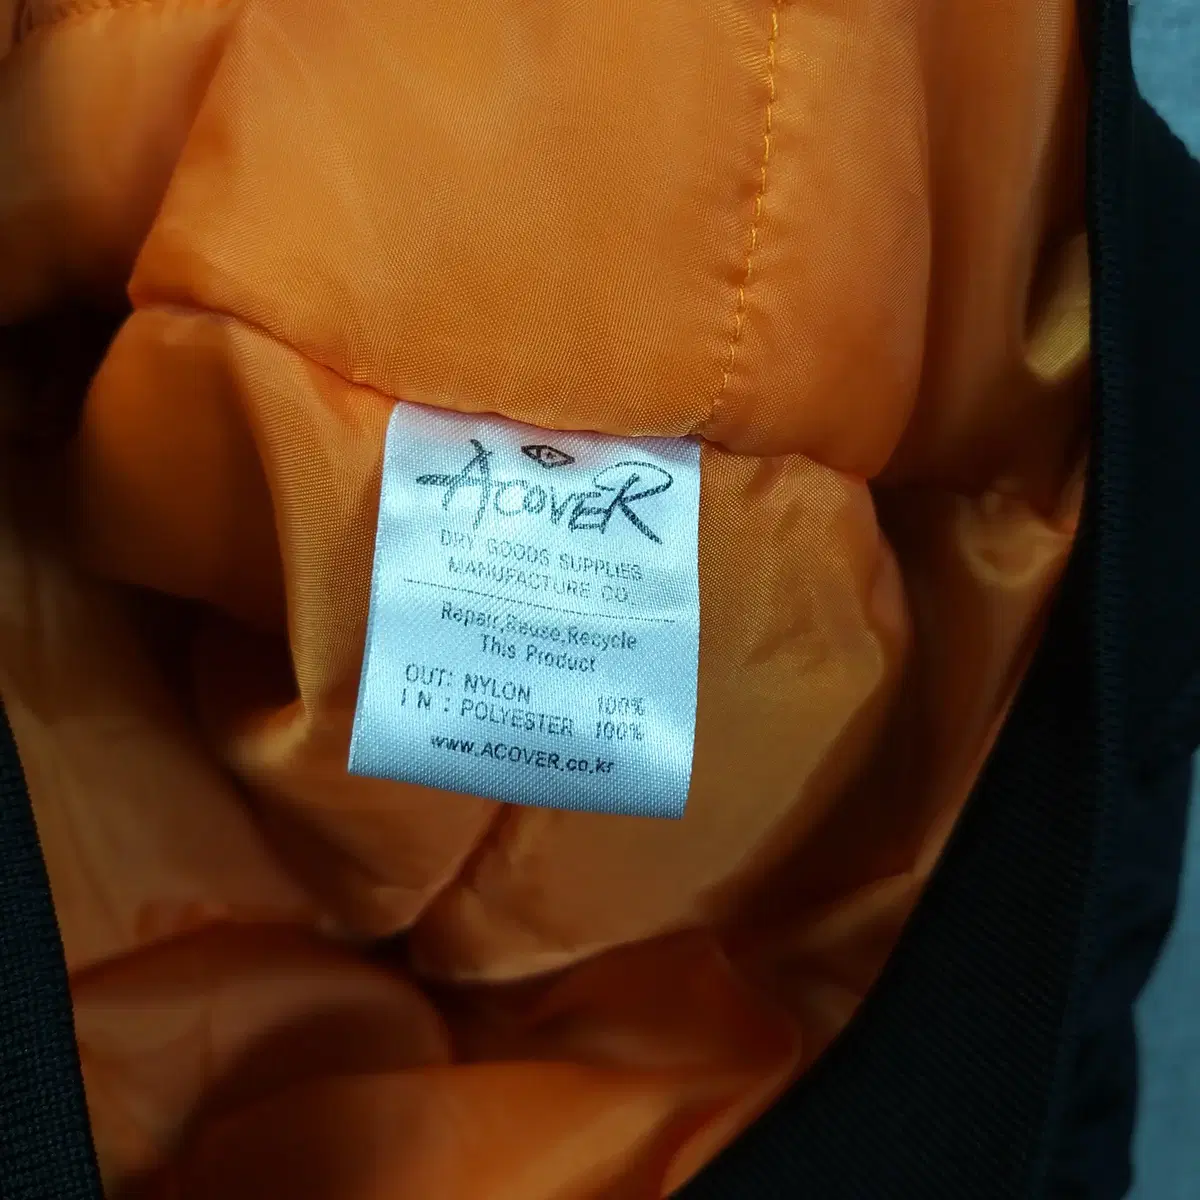 ACOVER
DRY GOODS SUPPLIES
MANUFACTURE CO.
Repair,Reuse,Recycle
This Product
OUT: NYLON 100%
IN : POLYESTER 100%
www.ACOVER.co.kr